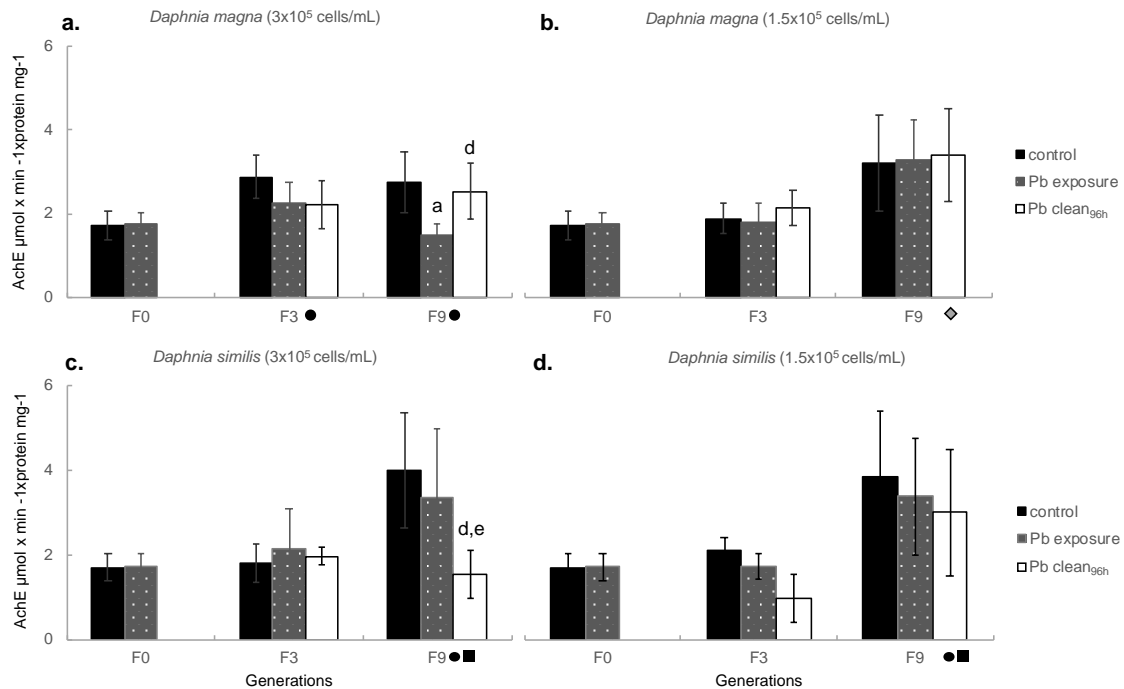 a.
Daphnia magna (3x10⁵ cells/mL)
AchE µmol x min -1xprotein mg-1
6
4
2
0
a
d
F0
F3
F9
b.
Daphnia magna (1.5x10⁵ cells/mL)
F0
F3
F9
control
Pb exposure
Pb clean₉₆ₕ
c.
Daphnia similis (3x10⁵ cells/mL)
AchE µmol x min -1xprotein mg-1
6
4
2
0
d,e
F0
F3
F9
Generations
d.
Daphnia similis (1.5x10⁵ cells/mL)
F0
F3
F9
Generations
control
Pb exposure
Pb clean₉₆ₕ